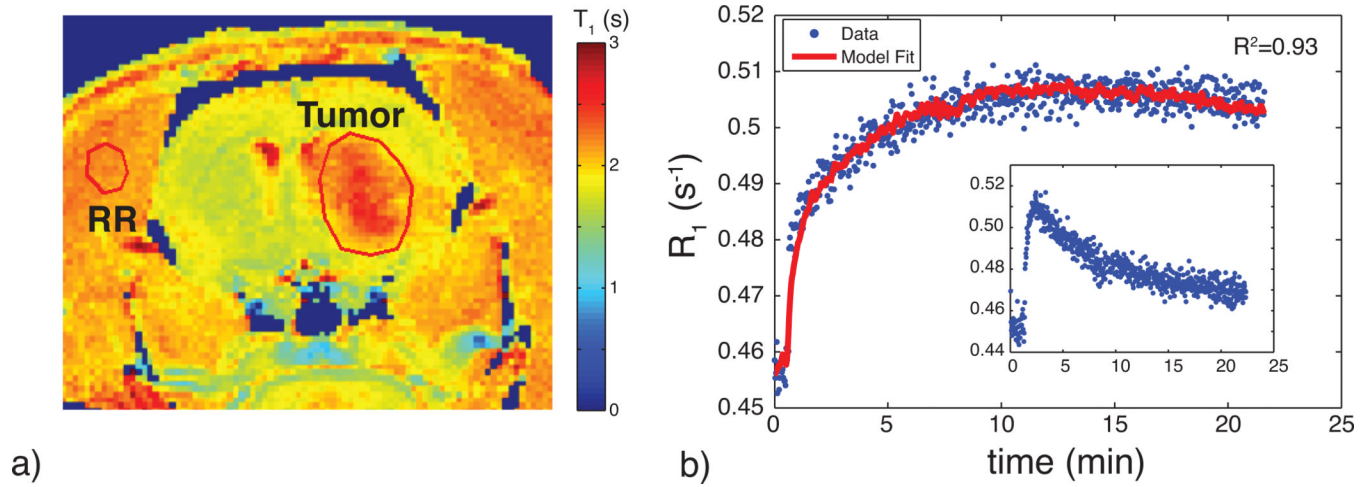 T1 (s)
3
2
1
0
Tumor
RR
a)
0.52
0.51
0.5
0.49
0.48
0.47
0.46
0.45
R1 (s-1)
Data
Model Fit
R2=0.93
0.52
0.50
0.48
0.46
0.44
0 5 10 15 20 25
0 5 10 15 20 25
time (min)
b)